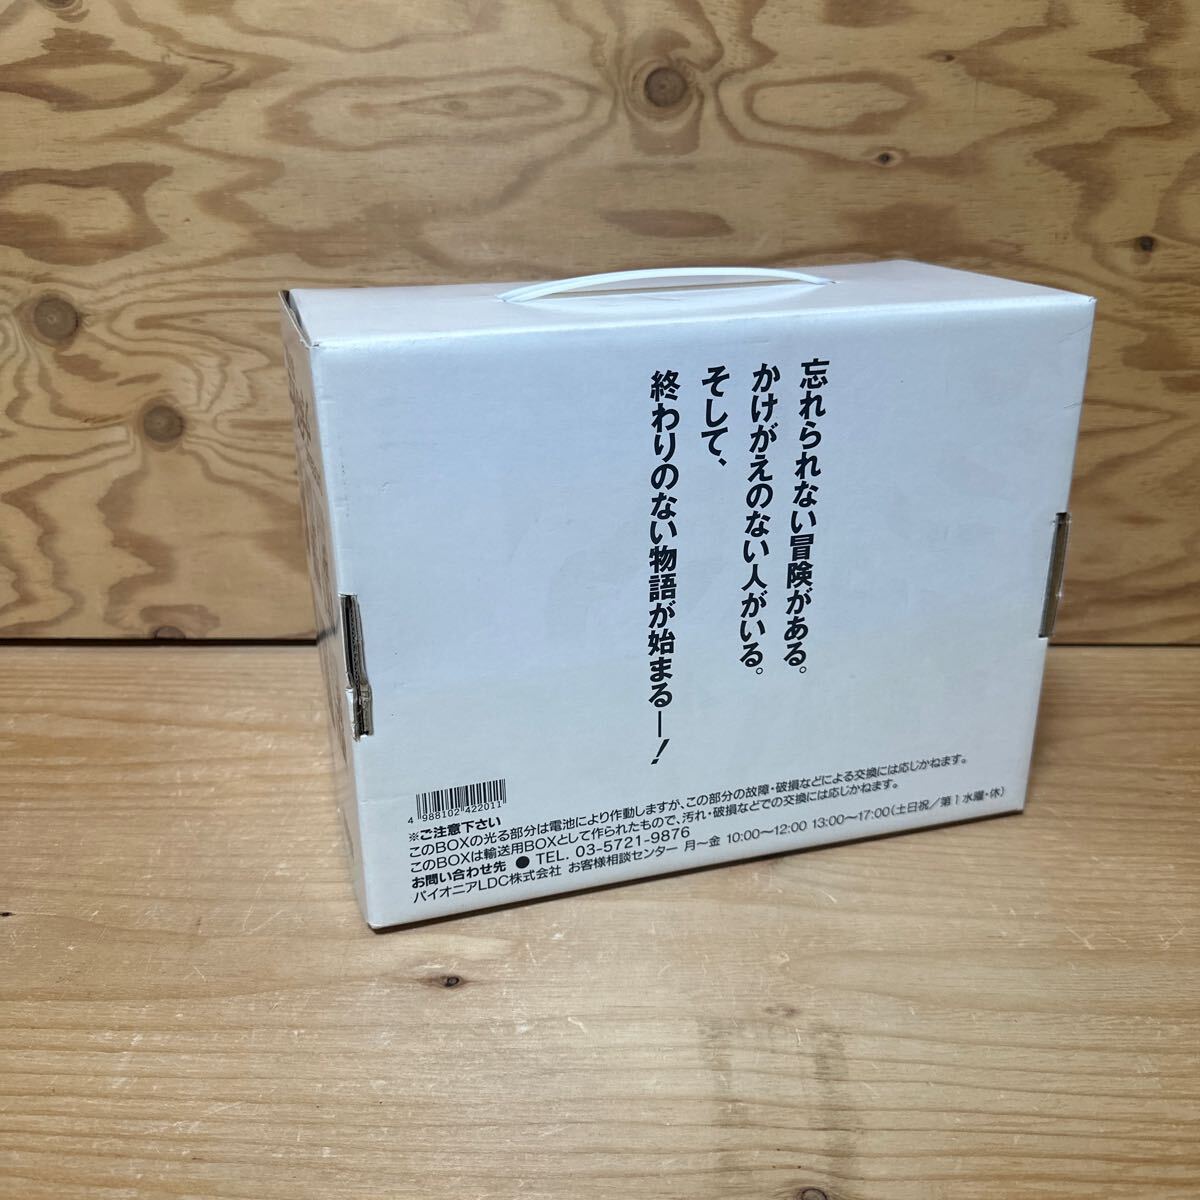 忘れられない冒険がある。
かけがえのない人がいる。
そして、
終わりのない物語が始まる—！
4 988102 422011
※ご注意下さい
このBOXの光る部分は電池により作動しますが、この部分の故障・破損などによる交換には応じかねます。
このBOXは輸送用BOXとして作られたもので、汚れ・破損などでの交換には応じかねます。
お問い合わせ先 ● TEL. 03-5721-9876
パイオニアLDC株式会社 お客様相談センター 月〜金 10:00〜12:00 13:00〜17:00(土日祝／第1水曜・休)